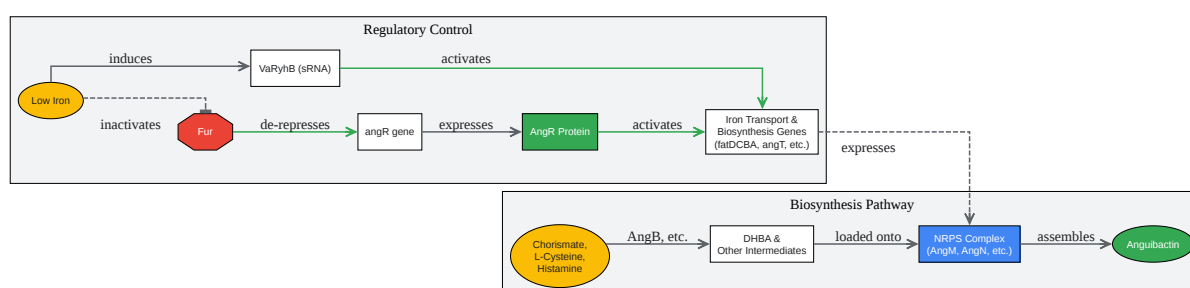 Regulatory Control
induces
activates
VaRyhB (sRNA)
Low Iron
inactivates
Fur
de-represses
angR gene
expresses
AngR Protein
activates
Iron Transport &
Biosynthesis Genes
(fatDCBA, angT, etc.)
expresses
Biosynthesis Pathway
Chorismate,
L-Cysteine,
Histamine
AngB, etc.
DHBA &
Other Intermediates
loaded onto
NRPS Complex
(AngM, AngN, etc.)
assembles
Anguibactin